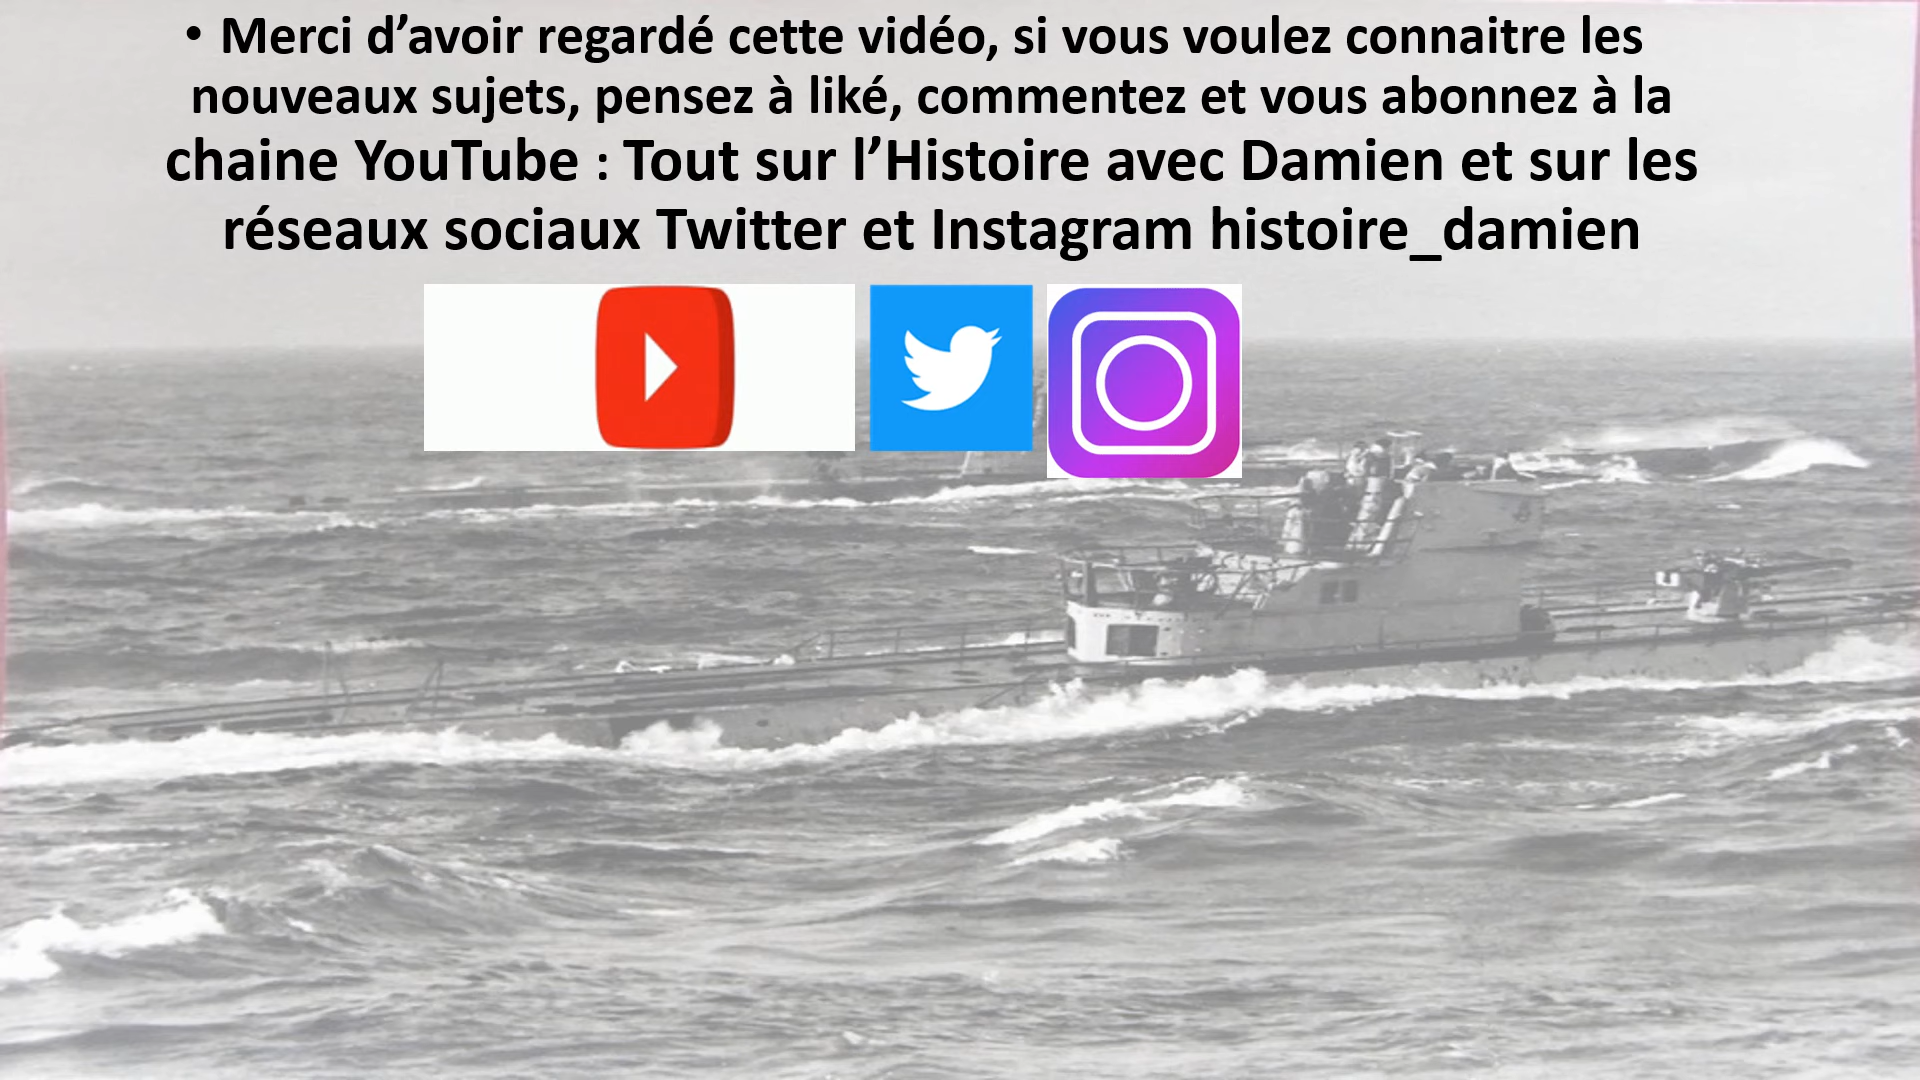 • Merci d’avoir regardé cette vidéo, si vous voulez connaitre les
nouveaux sujets, pensez à liké, commentez et vous abonnez à la
chaine YouTube : Tout sur l’Histoire avec Damien et sur les
réseaux sociaux Twitter et Instagram histoire_damien